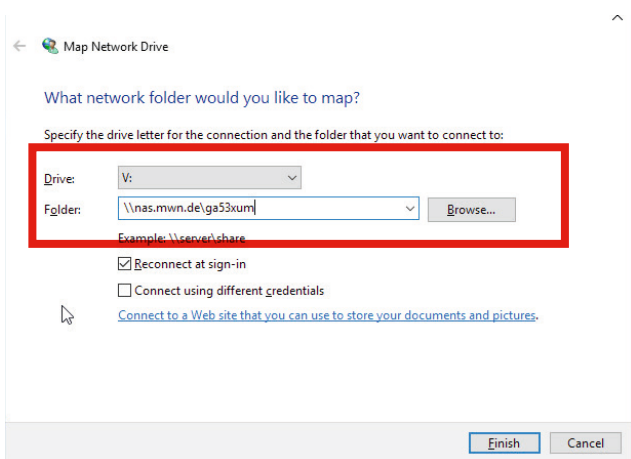 Map Network Drive
What network folder would you like to map?
Specify the drive letter for the connection and the folder that you want to connect to:
Drive: V:
Folder: \\nas.mwn.de\ga53xum Browse...
Example: \\server\share
Reconnect at sign-in
Connect using different credentials
Connect to a Web site that you can use to store your documents and pictures.
Finish Cancel